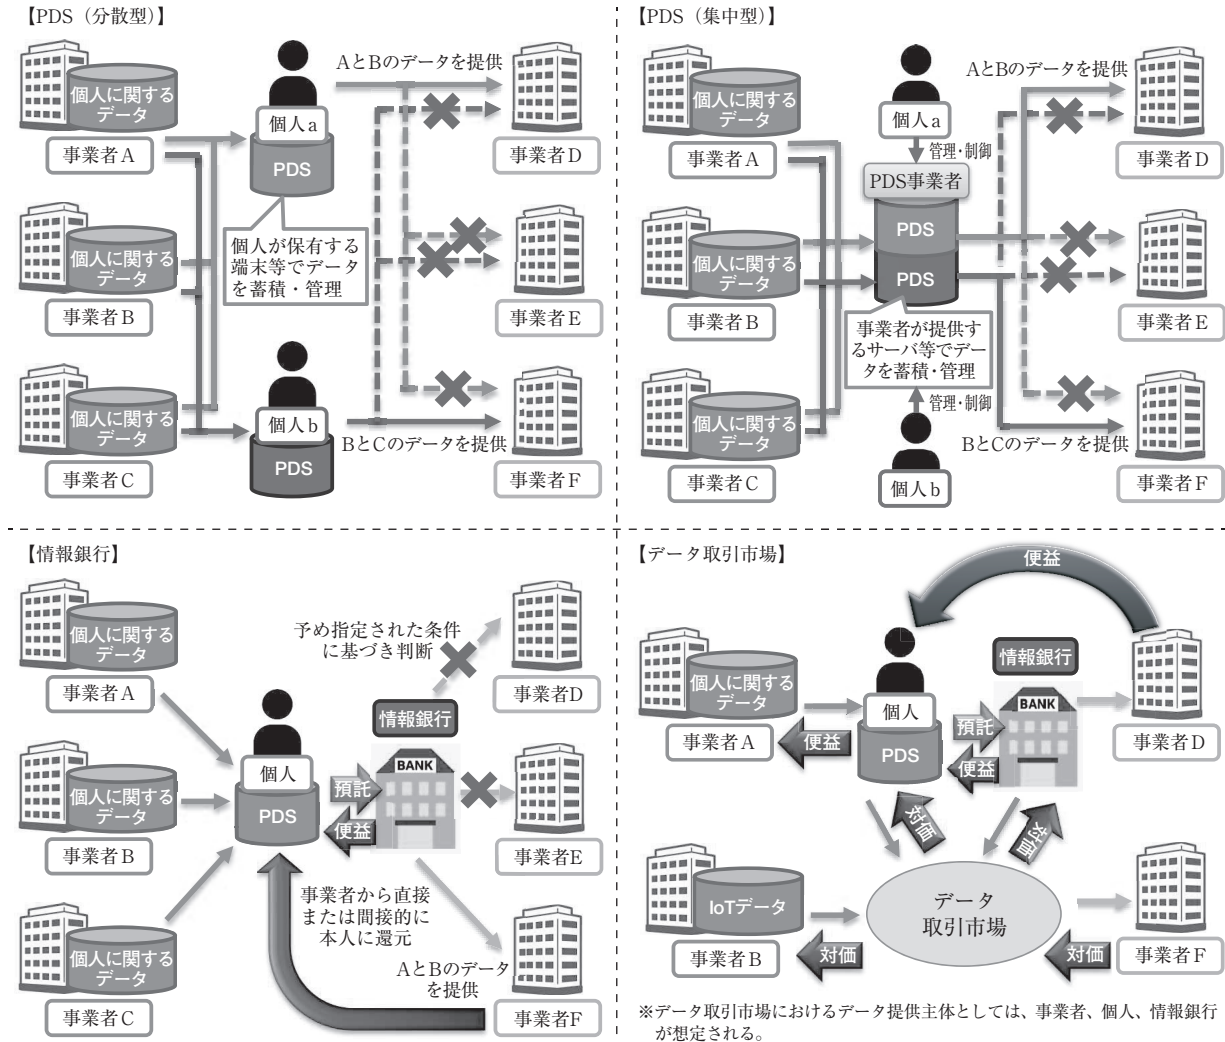 【PDS（分散型）】
個人に関する
データ
事業者A
個人に関する
データ
事業者B
個人に関する
データ
事業者C
個人a
PDS
個人が保有する
端末等でデータ
を蓄積・管理
個人b
PDS
AとBのデータを提供
BとCのデータを提供
事業者D
事業者E
事業者F
【PDS（集中型）】
個人に関する
データ
事業者A
個人に関する
データ
事業者B
個人に関する
データ
事業者C
個人a
管理・制御
PDS事業者
PDS
PDS
事業者が提供す
るサーバ等でデー
タを蓄積・管理
管理・制御
個人b
AとBのデータを提供
BとCのデータを提供
事業者D
事業者E
事業者F
【情報銀行】
個人に関する
データ
事業者A
個人に関する
データ
事業者B
個人に関する
データ
事業者C
個人
PDS
預託
便益
情報銀行
BANK
予め指定された条件
に基づき判断
事業者から直接
または間接的に
本人に還元
AとBのデータ
を提供
事業者D
事業者E
事業者F
【データ取引市場】
便益
個人に関する
データ
事業者A
便益
個人
PDS
預託
便益
情報銀行
BANK
事業者D
対価
対価
IoTデータ
事業者B
対価
データ
取引市場
対価
事業者F
※データ取引市場におけるデータ提供主体としては、事業者、個人、情報銀行
が想定される。